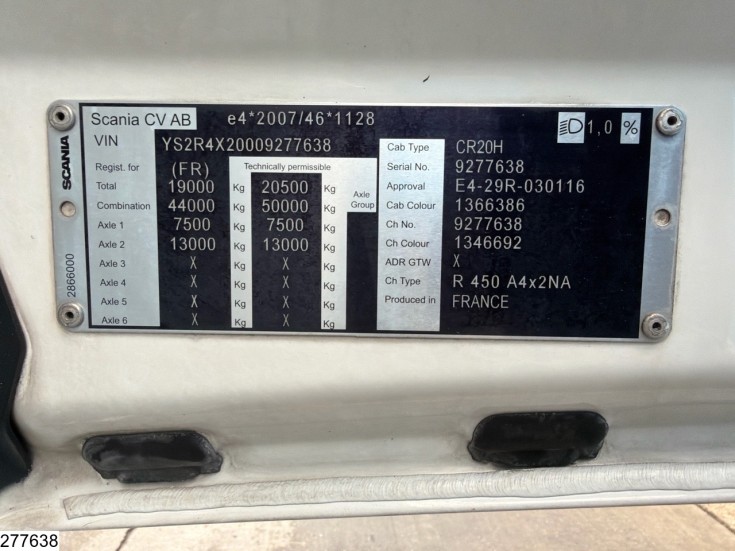 Scania CV AB e4*2007/46*1128 1,0 %
VIN YS2R4X20009277638
SCANIA
2866000
Regist. for (FR) Technically permissible
Total 19000 Kg 20500 Kg
Axle Group
Combination 44000 Kg 50000 Kg
Axle 1 7500 Kg 7500 Kg
Axle 2 13000 Kg 13000 Kg
Axle 3 X Kg X Kg
Axle 4 X Kg X Kg
Axle 5 X Kg X Kg
Axle 6 X Kg X Kg
Cab Type CR20H
Serial No. 9277638
Approval E4-29R-030116
Cab Colour 1366386
Ch No. 9277638
Ch Colour 1346692
ADR GTW X
Ch Type R 450 A4x2NA
Produced in FRANCE
277638